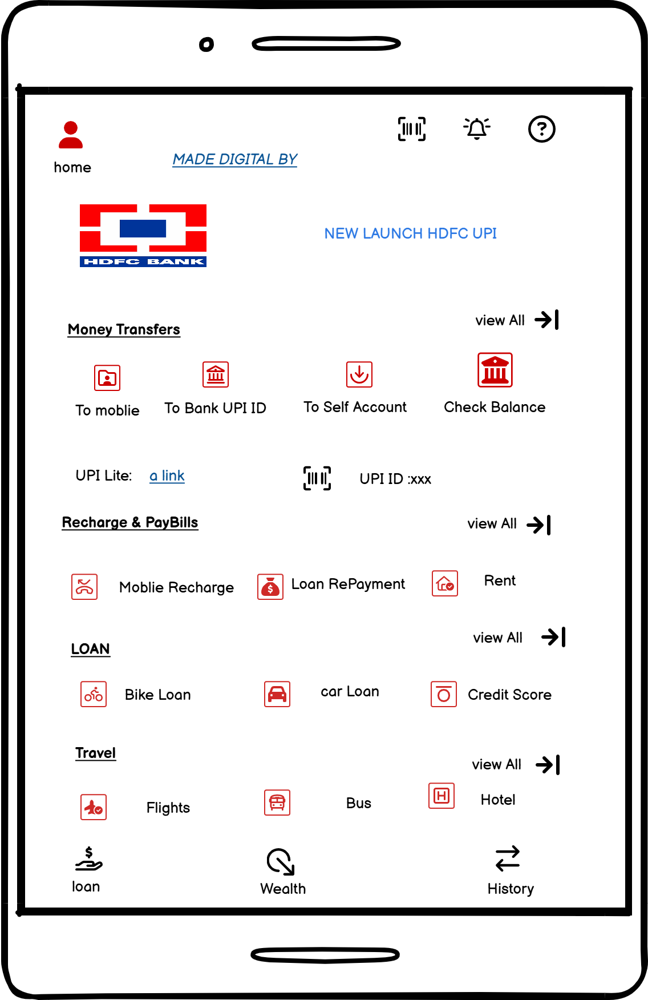 home
MADE DIGITAL BY
HDFC BANK
NEW LAUNCH HDFC UPI
Money Transfers
view All
To moblie
To Bank UPI ID
To Self Account
Check Balance
UPI Lite: a link
UPI ID :xxx
Recharge & PayBills
view All
Moblie Recharge
Loan RePayment
Rent
LOAN
view All
Bike Loan
car Loan
Credit Score
Travel
view All
Flights
Bus
H
Hotel
loan
Wealth
History